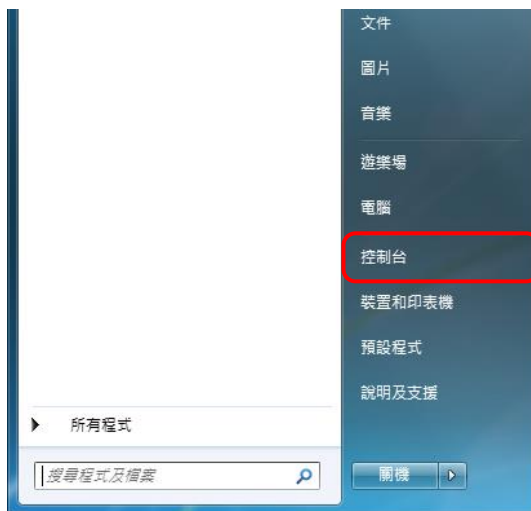 文件
圖片
音樂
遊樂場
電腦
控制台
裝置和印表機
預設程式
說明及支援
所有程式
搜尋程式及檔案
關機